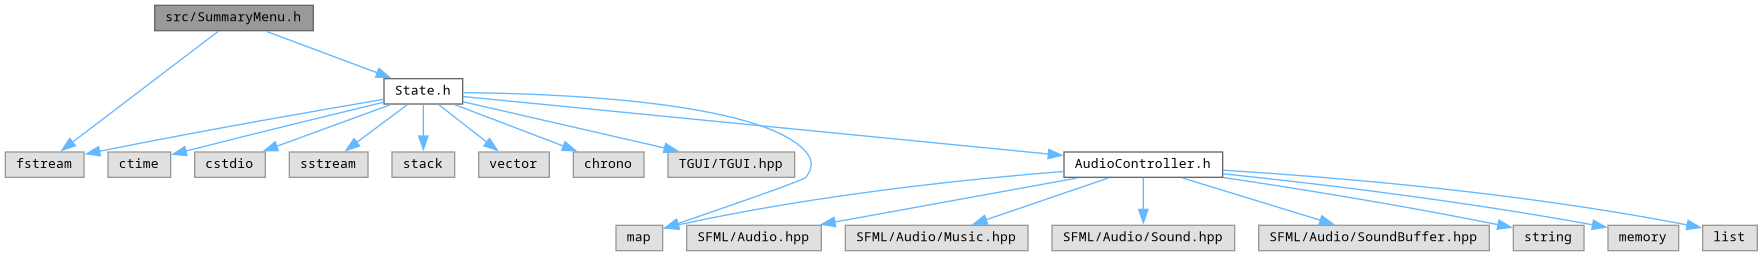 src/SummaryMenu.h
State.h
fstream
ctime
cstdio
sstream
stack
vector
chrono
TGUI/TGUI.hpp
AudioController.h
map
SFML/Audio.hpp
SFML/Audio/Music.hpp
SFML/Audio/Sound.hpp
SFML/Audio/SoundBuffer.hpp
string
memory
list